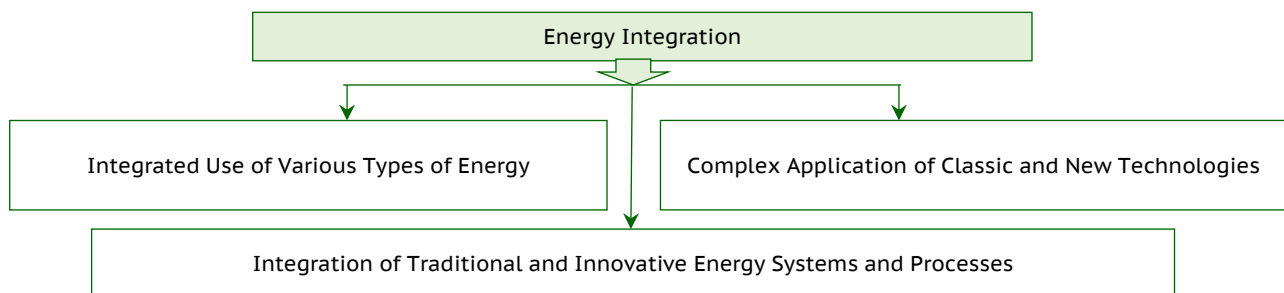 Energy Integration
Integrated Use of Various Types of Energy
Complex Application of Classic and New Technologies
Integration of Traditional and Innovative Energy Systems and Processes